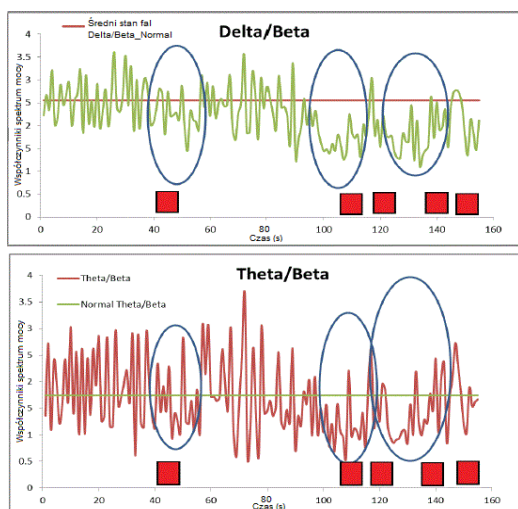 Delta/Beta
Średni stan fal
Delta/Beta_Normal
Współczynniki spektrum mocy
4
3.5
3
2.5
2
1.5
1
0.5
0
0 20 40 60 80 100 120 140 160
Czas (s)
Theta/Beta
Theta/Beta
Normal Theta/Beta
Współczynniki spektrum mocy
4
3.5
3
2.5
2
1.5
1
0.5
0
0 20 40 60 80 100 120 140 160
Czas (s)